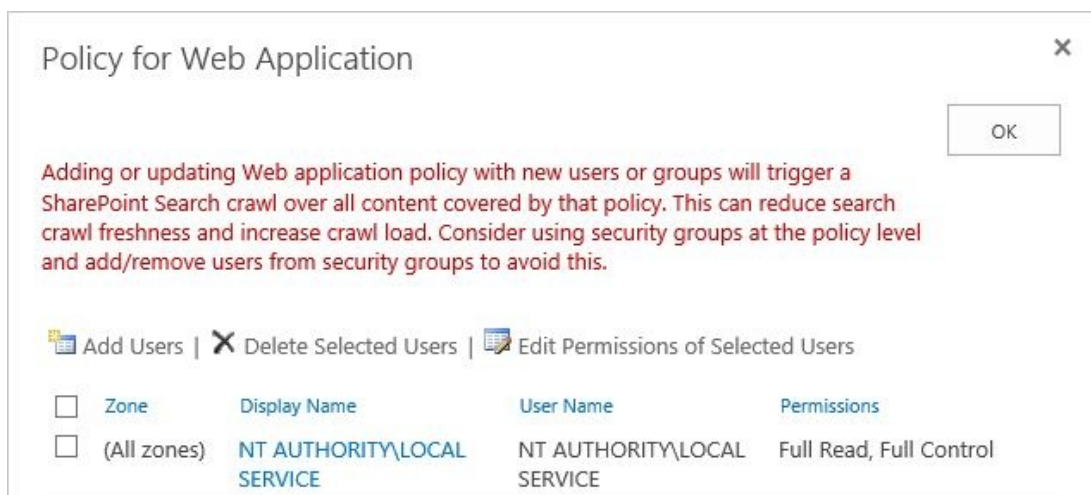 Policy for Web Application
OK
Adding or updating Web application policy with new users or groups will trigger a
SharePoint Search crawl over all content covered by that policy. This can reduce search
crawl freshness and increase crawl load. Consider using security groups at the policy level
and add/remove users from security groups to avoid this.
Add Users | Delete Selected Users | Edit Permissions of Selected Users
Zone Display Name User Name Permissions
(All zones) NT AUTHORITY\LOCAL NT AUTHORITY\LOCAL Full Read, Full Control
SERVICE SERVICE